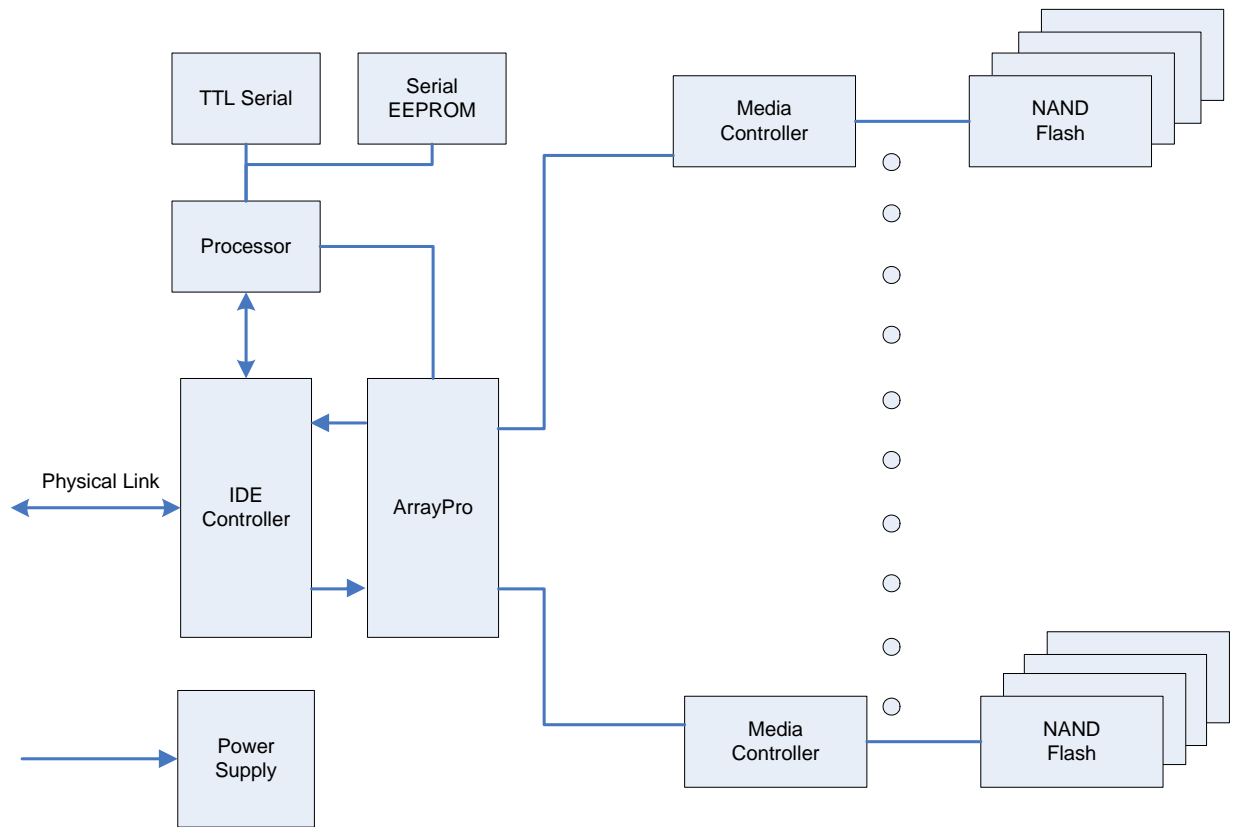 TTL Serial
Serial
EEPROM
Media
Controller
NAND
Flash
Processor
Physical Link
IDE
Controller
ArrayPro
Power
Supply
Media
Controller
NAND
Flash